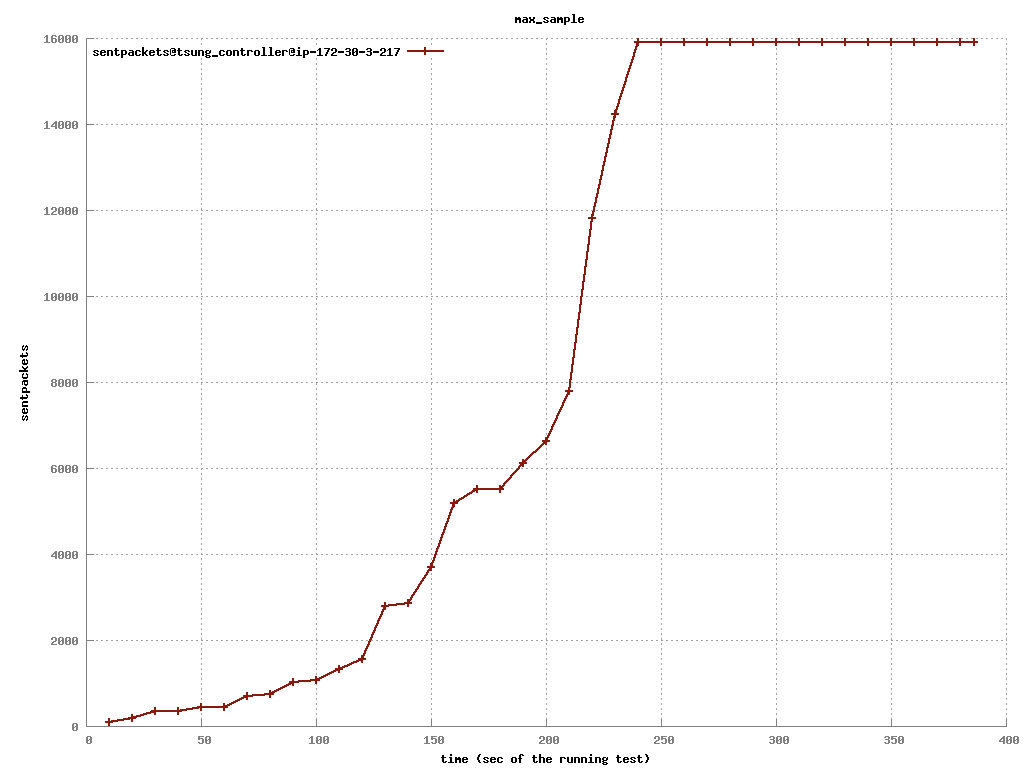 max_sample
sentpackets@tsung_controller@ip-172-30-3-217
16000
14000
12000
10000
8000
6000
4000
2000
0
sentpackets
0 50 100 150 200 250 300 350 400
time (sec of the running test)